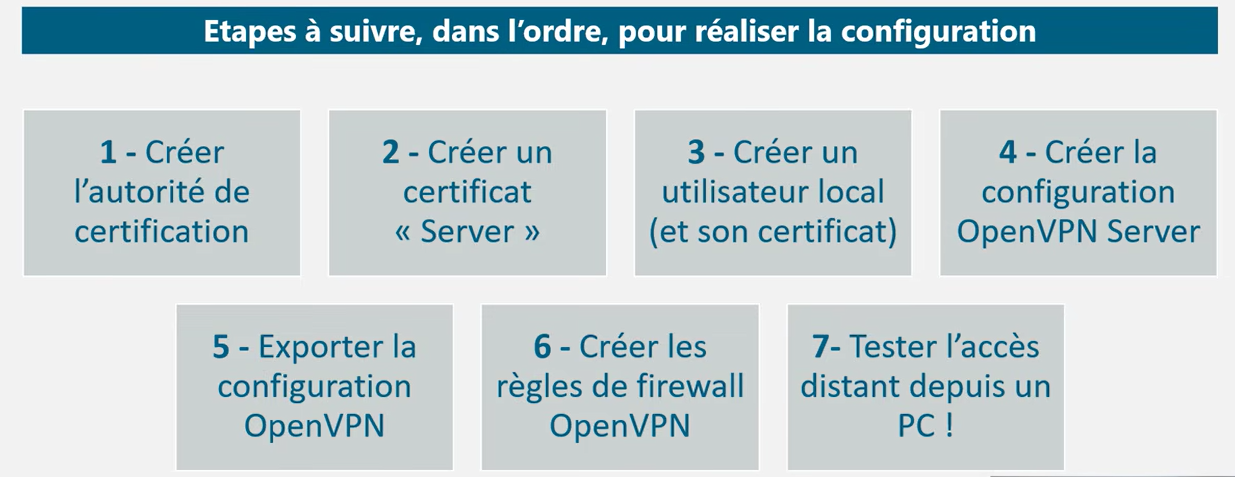 Etapes à suivre, dans l’ordre, pour réaliser la configuration
1 - Créer
l’autorité de
certification
2 - Créer un
certificat
« Server »
3 - Créer un
utilisateur local
(et son certificat)
4 - Créer la
configuration
OpenVPN Server
5 - Exporter la
configuration
OpenVPN
6 - Créer les
règles de firewall
OpenVPN
7- Tester l’accès
distant depuis un
PC !